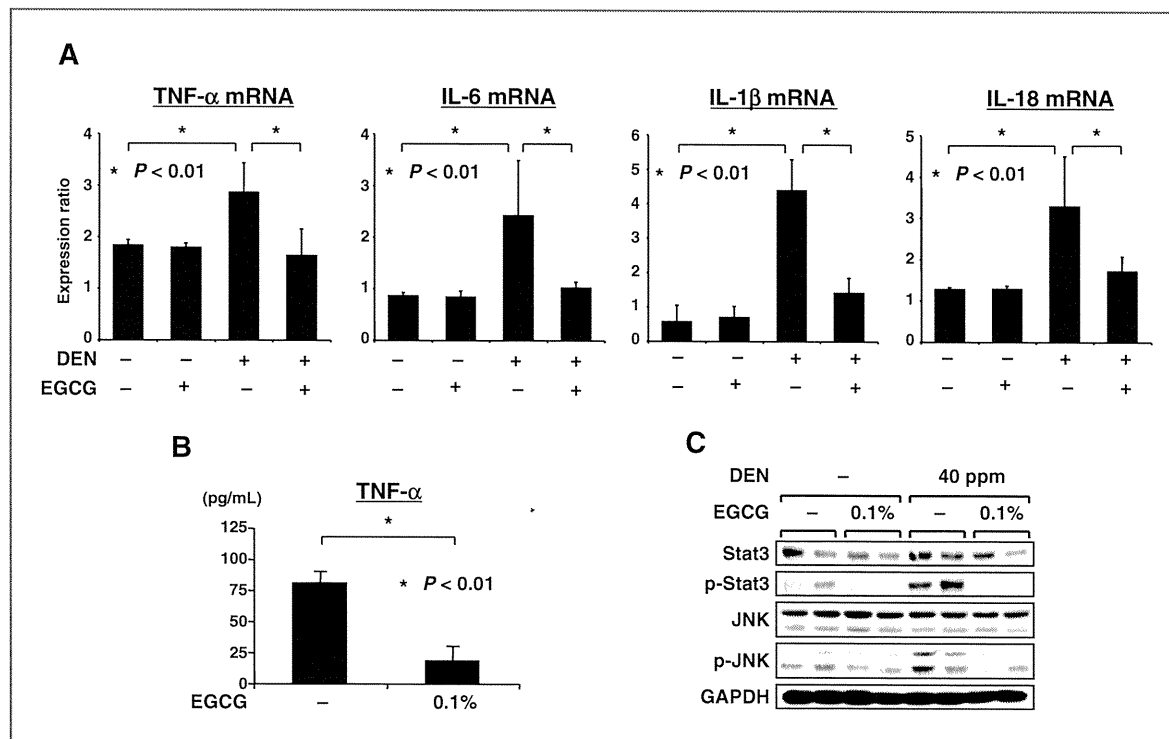 A
TNF-α mRNA
IL-6 mRNA
IL-1β mRNA
IL-18 mRNA
Expression ratio
4
3
2
1
0
*
*
* P < 0.01
4
3
2
1
0
*
*
* P < 0.01
6
5
4
3
2
1
0
*
*
* P < 0.01
5
4
3
2
1
0
*
*
* P < 0.01
DEN – – + + – – + + – – + + – – + +
EGCG – + – + – + – + – + – + – + – +
B
TNF-α
(pg/mL)
125
100
75
50
25
0
*
* P < 0.01
EGCG – 0.1%
C
DEN – 40 ppm
EGCG – 0.1% – 0.1%
Stat3
p-Stat3
JNK
p-JNK
GAPDH